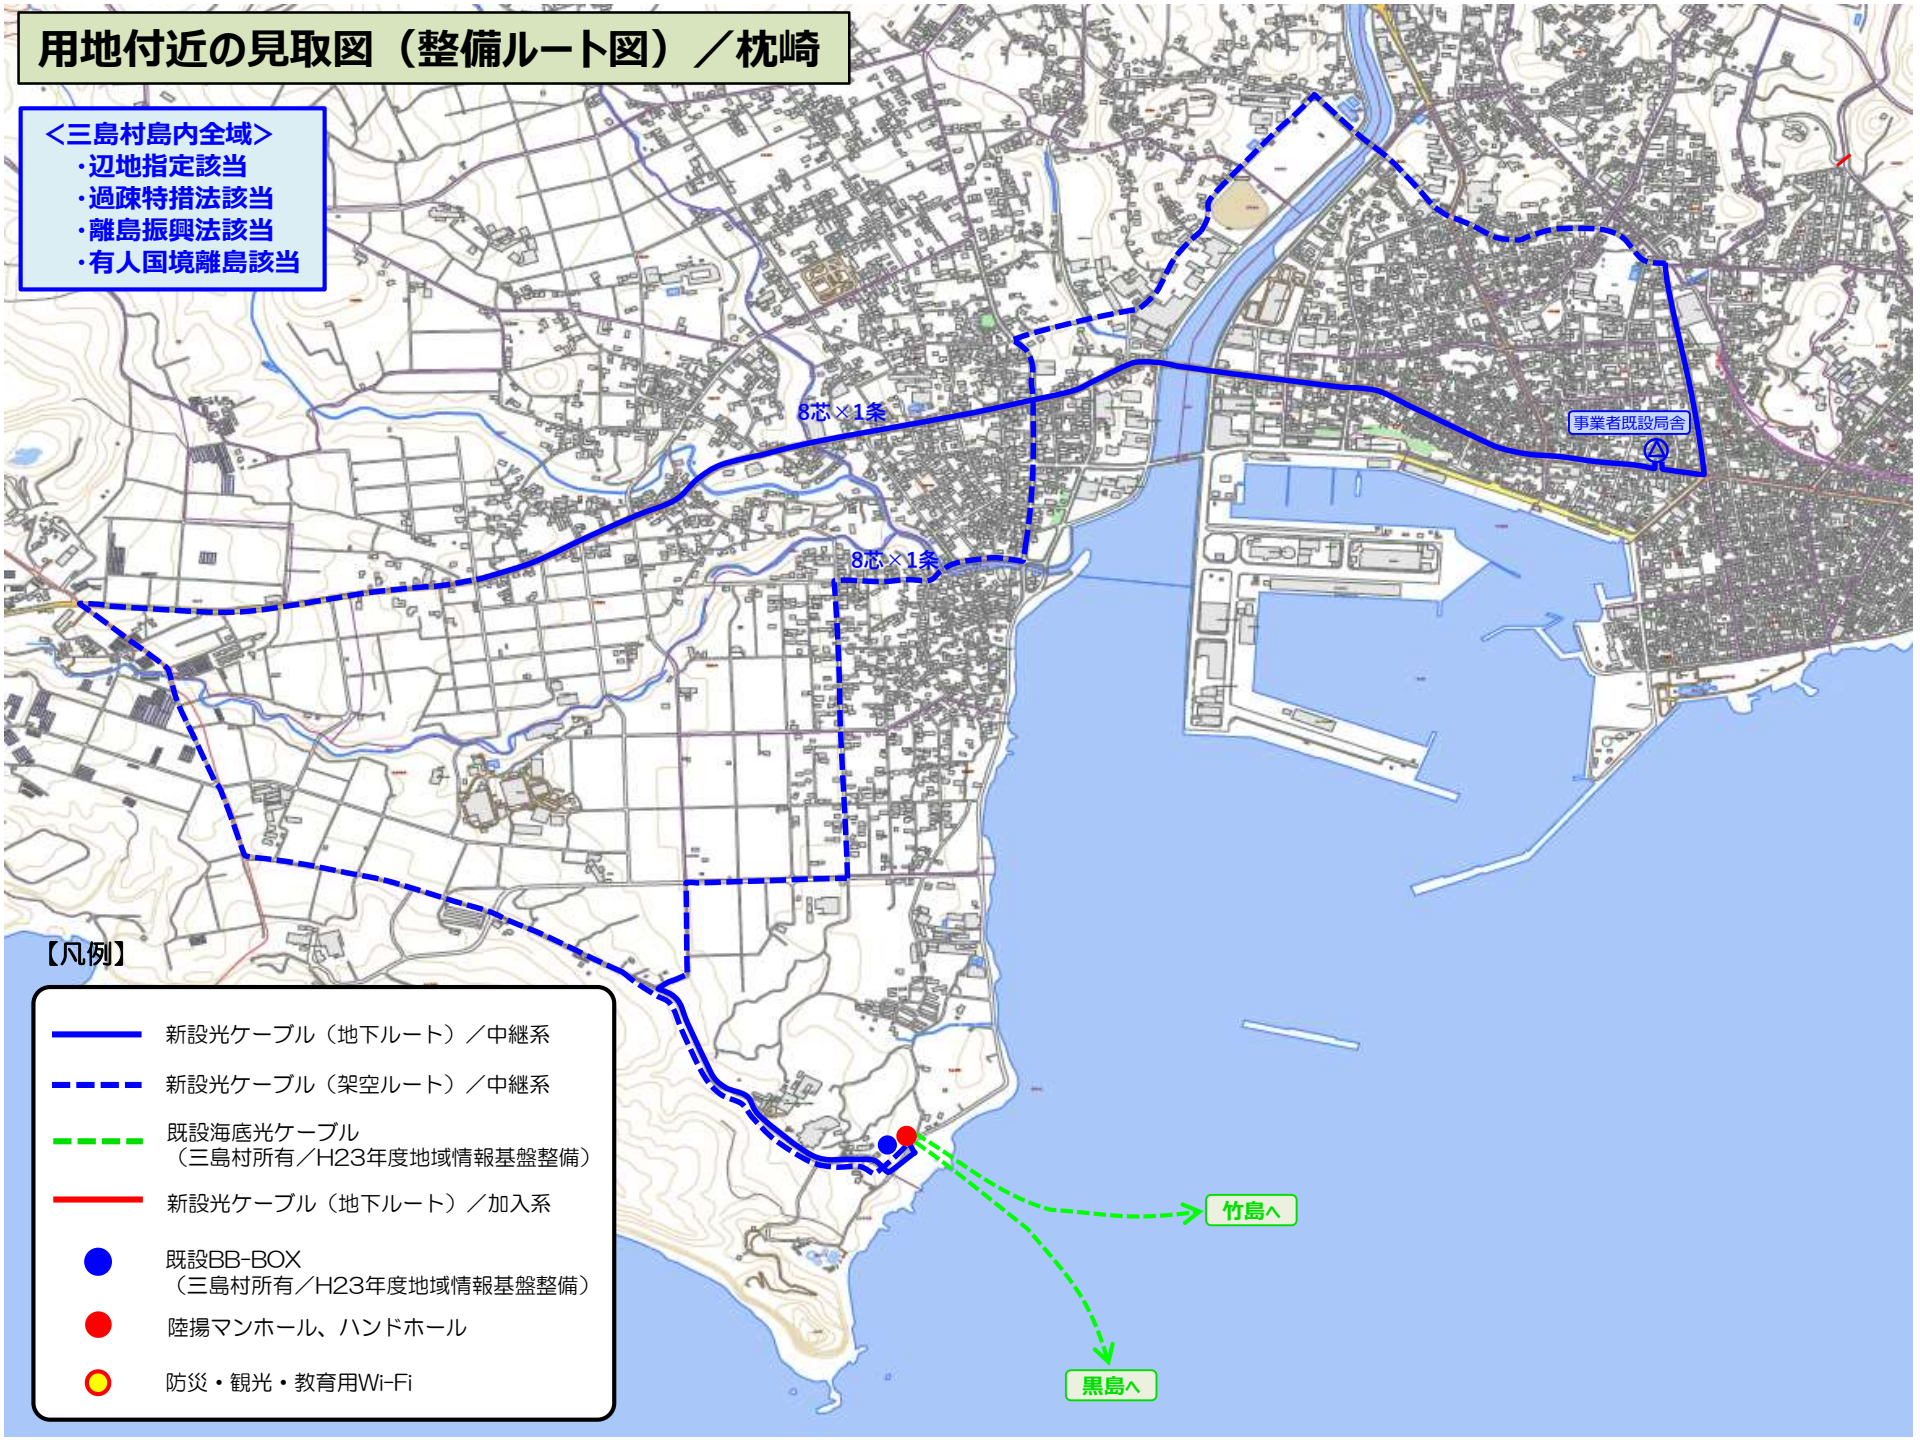 用地付近の見取図（整備ルート図）／枕崎
＜三島村島内全域＞
・辺地指定該当
・過疎特措法該当
・離島振興法該当
・有人国境離島該当
8芯×1条
事業者既設局舎
8芯×1条
【凡例】
新設光ケーブル（地下ルート）／中継系
新設光ケーブル（架空ルート）／中継系
既設海底光ケーブル
（三島村所有／H23年度地域情報基盤整備）
新設光ケーブル（地下ルート）／加入系
既設BB-BOX
（三島村所有／H23年度地域情報基盤整備）
陸揚マンホール、ハンドホール
防災・観光・教育用Wi-Fi
竹島へ
黒島へ